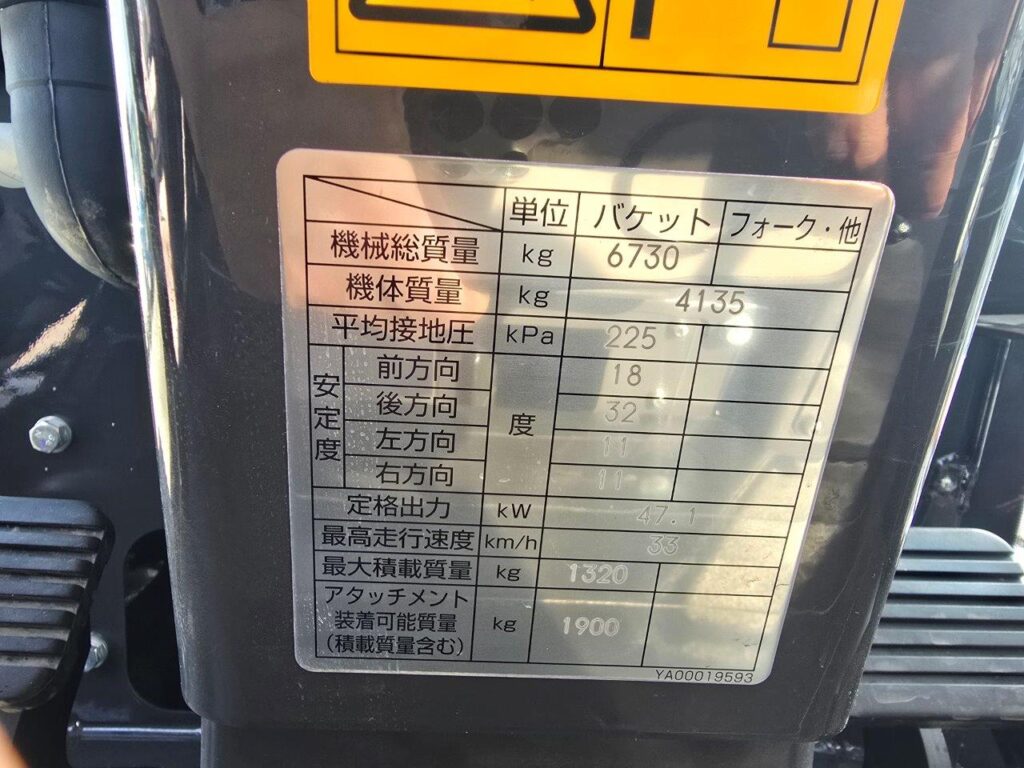 単位 バケット フォーク・他
機械総質量 kg 6730
機体質量 kg 4135
平均接地圧 kPa 225
安定度 前方向 度 18
後方向 32
左方向 11
右方向 11
定格出力 kW 47.1
最高走行速度 km/h 33
最大積載質量 kg 1320
アタッチメント
装着可能質量 kg 1900
(積載質量含む)
YA00019593